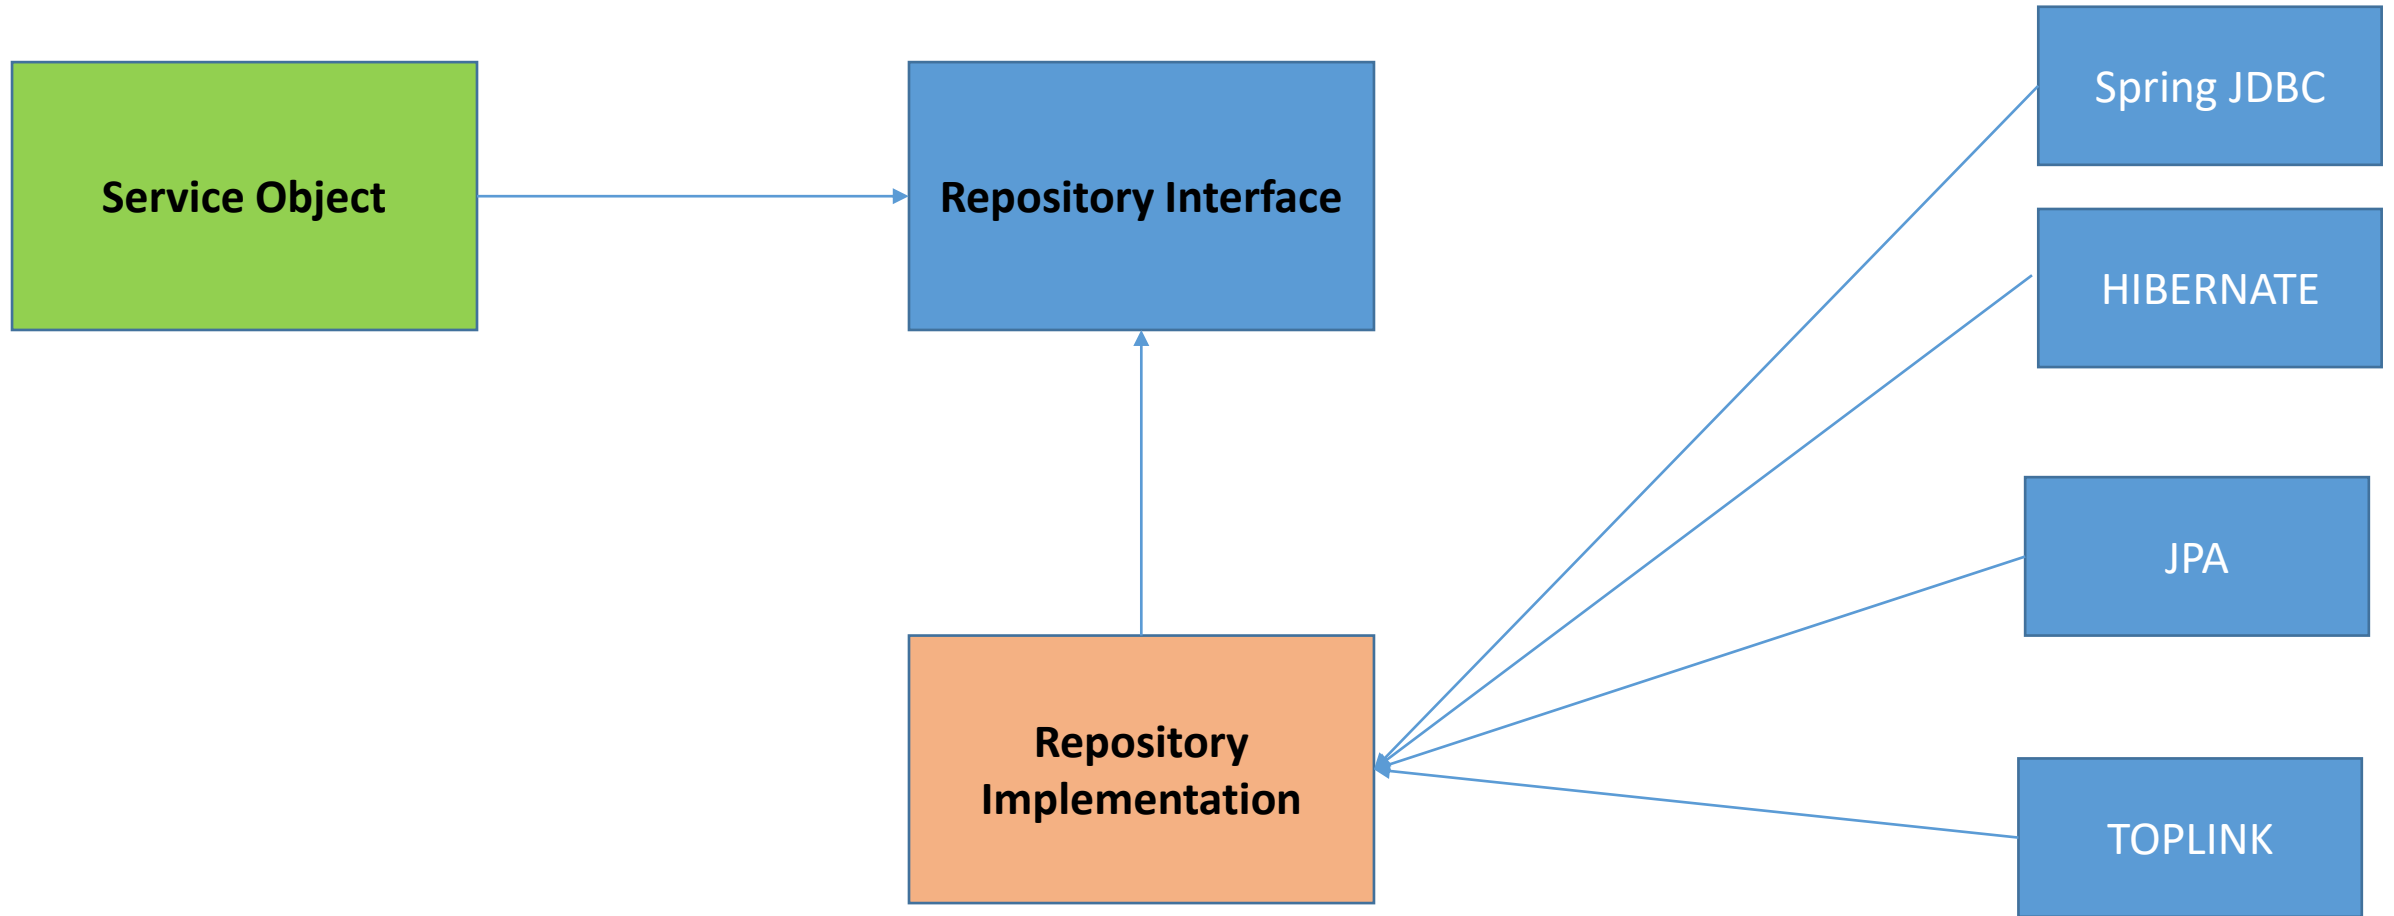 Service Object
Repository Interface
Spring JDBC
HIBERNATE
JPA
Repository
Implementation
TOPLINK